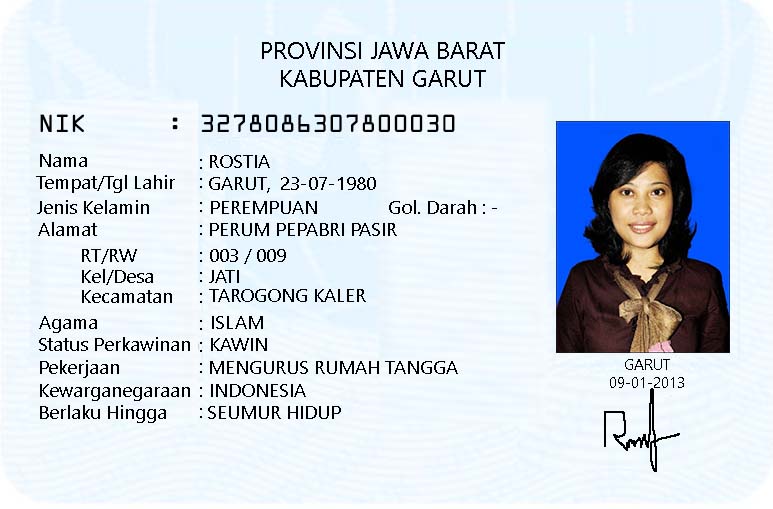 PROVINSI JAWA BARAT
KABUPATEN GARUT
NIK : 3278086307800030
Nama : ROSTIA
Tempat/Tgl Lahir : GARUT, 23-07-1980
Jenis Kelamin : PEREMPUAN Gol. Darah : -
Alamat : PERUM PEPABRI PASIR
RT/RW : 003 / 009
Kel/Desa : JATI
Kecamatan : TAROGONG KALER
Agama : ISLAM
Status Perkawinan : KAWIN
Pekerjaan : MENGURUS RUMAH TANGGA
Kewarganegaraan : INDONESIA
Berlaku Hingga : SEUMUR HIDUP
GARUT
09-01-2013